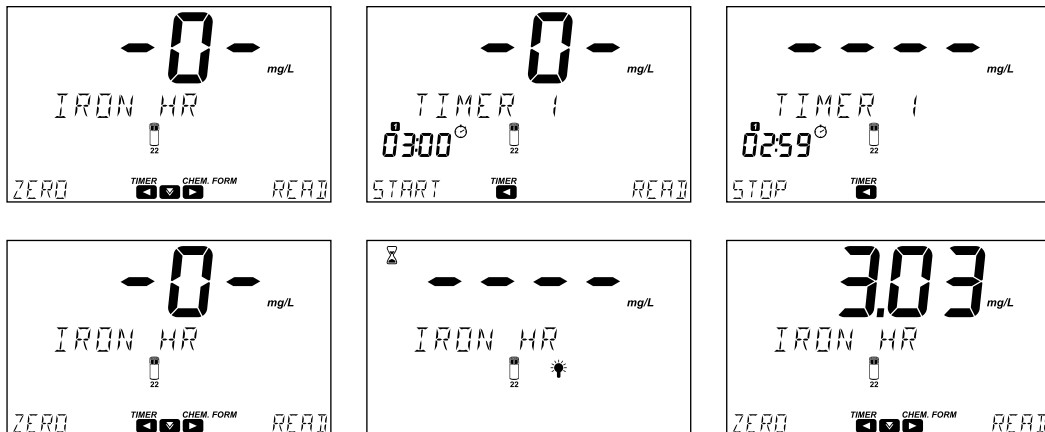 -0-
mg/L
IRON HR
22
TIMER CHEM. FORM
ZERO READ
-0-
mg/L
TIMER 1
1
03:00
22
TIMER
START READ
- - - -
mg/L
TIMER 1
1
02:59
22
TIMER
STOP
-0-
mg/L
IRON HR
22
TIMER CHEM. FORM
ZERO READ
- - - -
mg/L
IRON HR
22
3.03
mg/L
IRON HR
22
TIMER CHEM. FORM
ZERO READ